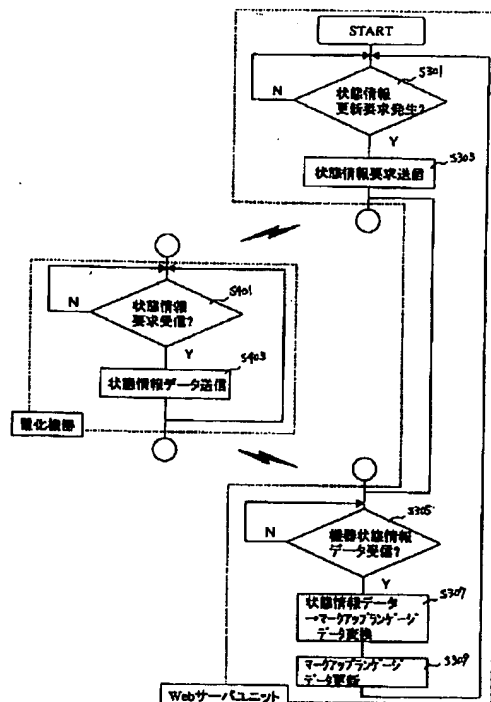 START
S301
状態情報
更新要求発生?
N
Y
S303
状態情報要求送信
S401
状態情報
要求受信?
N
Y
S403
状態情報データ送信
電化機器
S305
機器状態情報
データ受信?
N
Y
S307
状態情報データ
→マークアップランゲージ
データ変換
S309
マークアップランゲージ
データ更新
Webサーバユニット